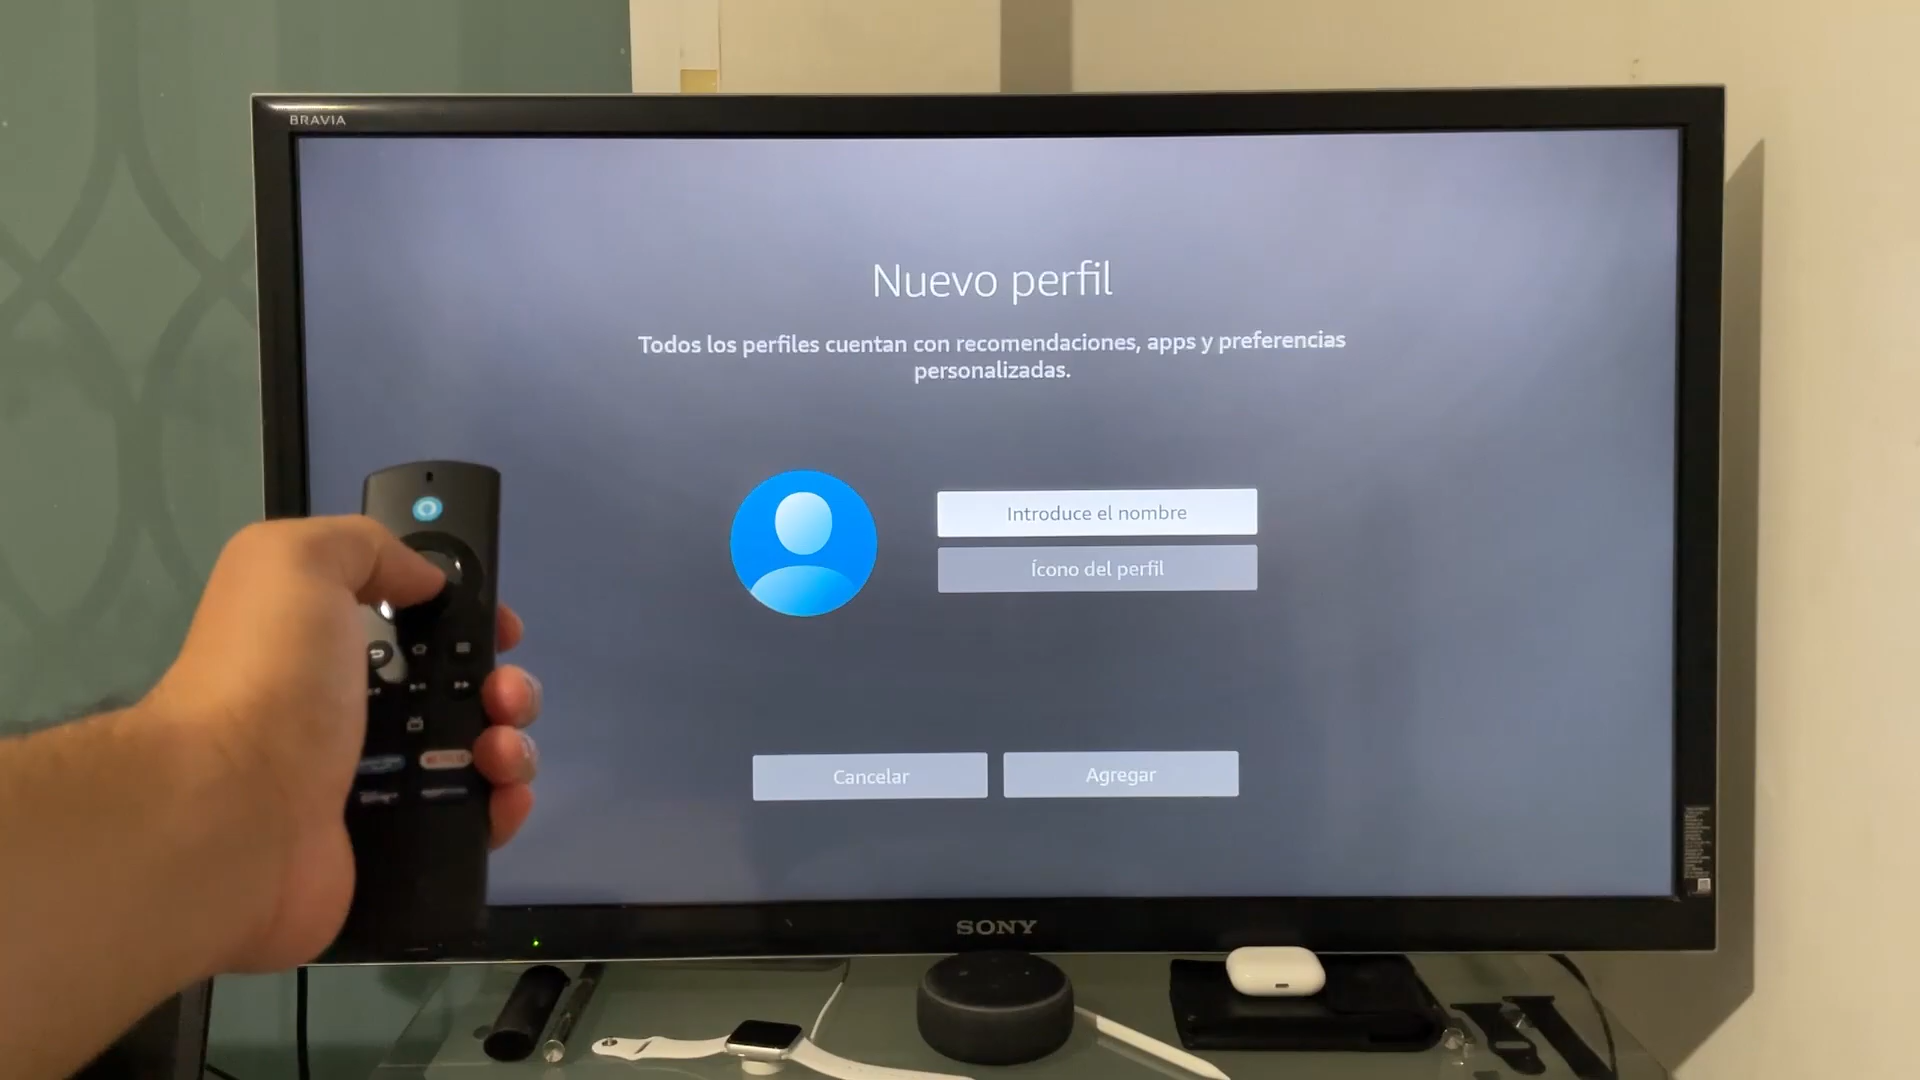 BRAVIA
Nuevo perfil
Todos los perfiles cuentan con recomendaciones, apps y preferencias
personalizadas.
Introduce el nombre
Ícono del perfil
Cancelar
Agregar
NETFLIX
SONY